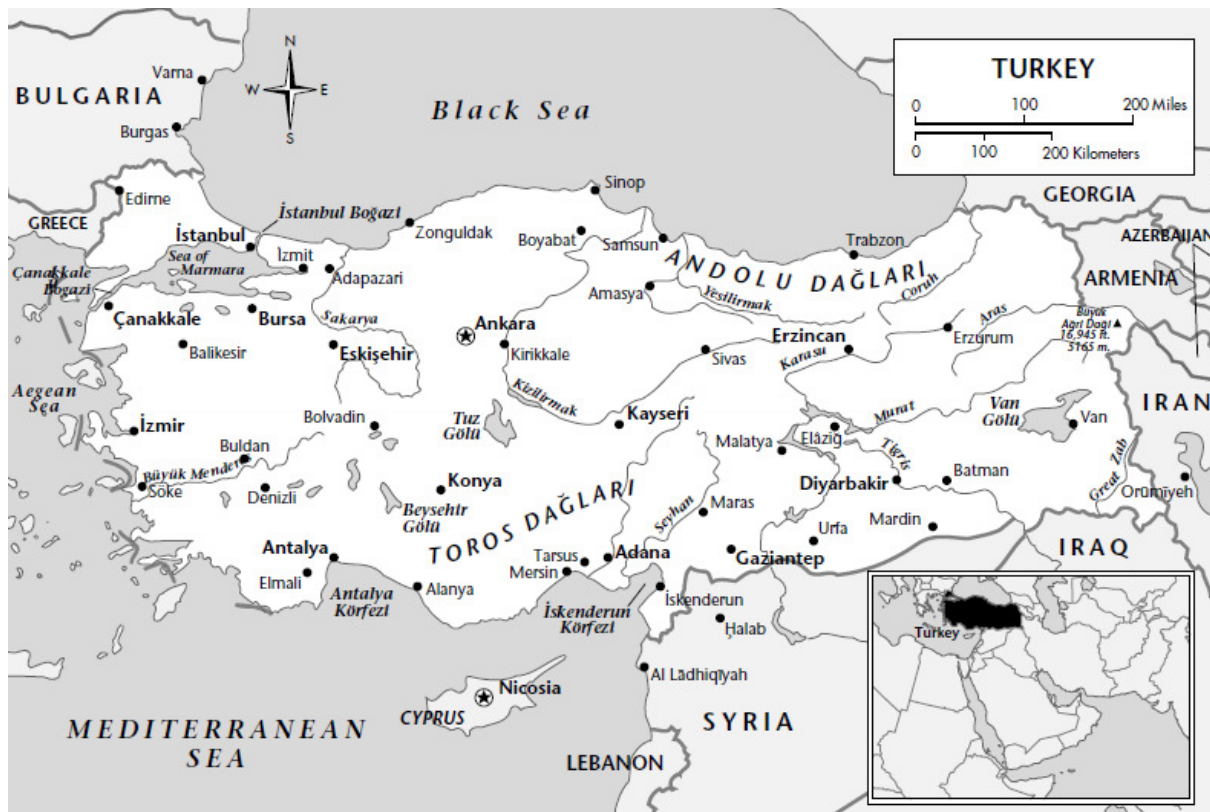 TURKEY
0 100 200 Miles
0 100 200 Kilometers
N
W E
S
BULGARIA
Varna
Burgas
Black Sea
GEORGIA
AZERBAIJAN
ARMENIA
GREECE
Edirne
İstanbul Boğazi
İstanbul
Sea of
Marmara
İzmit
Adapazari
Zonguldak
Sinop
Boyabat
Samsun
Trabzon
ANDOLU DAĞLARI
Çanakkale
Bogazi
Çanakkale
Bursa
Sakarya
Amasya
Yesilirmak
Çoruh
Aras
Büyük
Ağri Daği
16,945 ft.
5165 m.
Balikesir
Eskişehir
Ankara
Kirikkale
Sivas
Erzincan
Karasu
Erzurum
Aegean
Sea
İzmir
Bolvadin
Tuz
Gölü
Kizilirmak
Kayseri
Malatya
Elâziğ
Murat
Van
Gölü
Van
IRAN
Buldan
Büyük Menderes
Söke
Denizli
Konya
Beysehir
Gölü
TOROS DAĞLARI
Seyhan
Maras
Tigris
Diyarbakir
Batman
Great Zab
Orūmīyeh
Urfa
Mardin
Antalya
Elmali
Antalya
Körfezi
Alanya
Tarsus
Mersin
Adana
Gaziantep
IRAQ
İskenderun
Körfezi
İskenderun
Ḥalab
Al Lādhiqīyah
Nicosia
CYPRUS
SYRIA
MEDITERRANEAN
SEA
LEBANON
Turkey